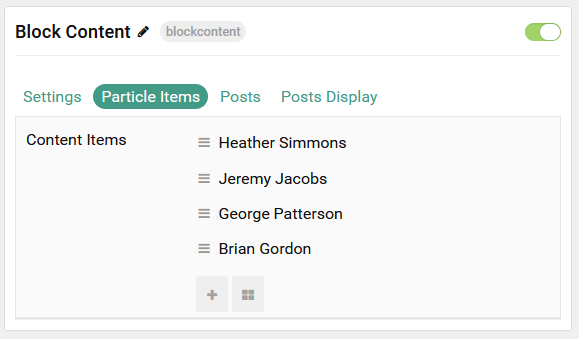 Block Content blockcontent
Settings Particle Items Posts Posts Display
Content Items
Heather Simmons
Jeremy Jacobs
George Patterson
Brian Gordon